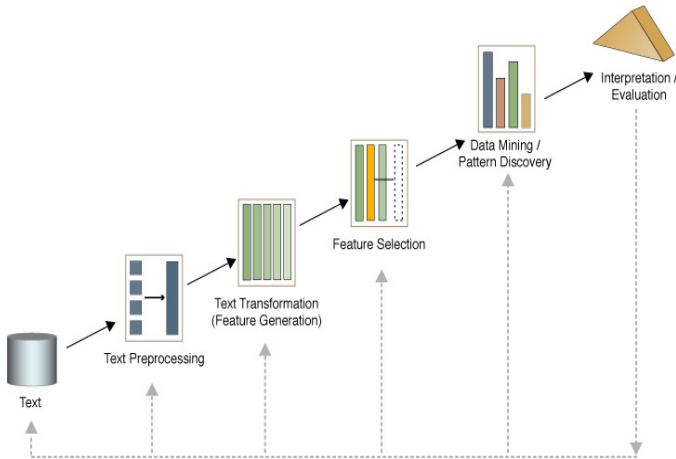 Text
Text Preprocessing
Text Transformation
(Feature Generation)
Feature Selection
Data Mining /
Pattern Discovery
Interpretation /
Evaluation